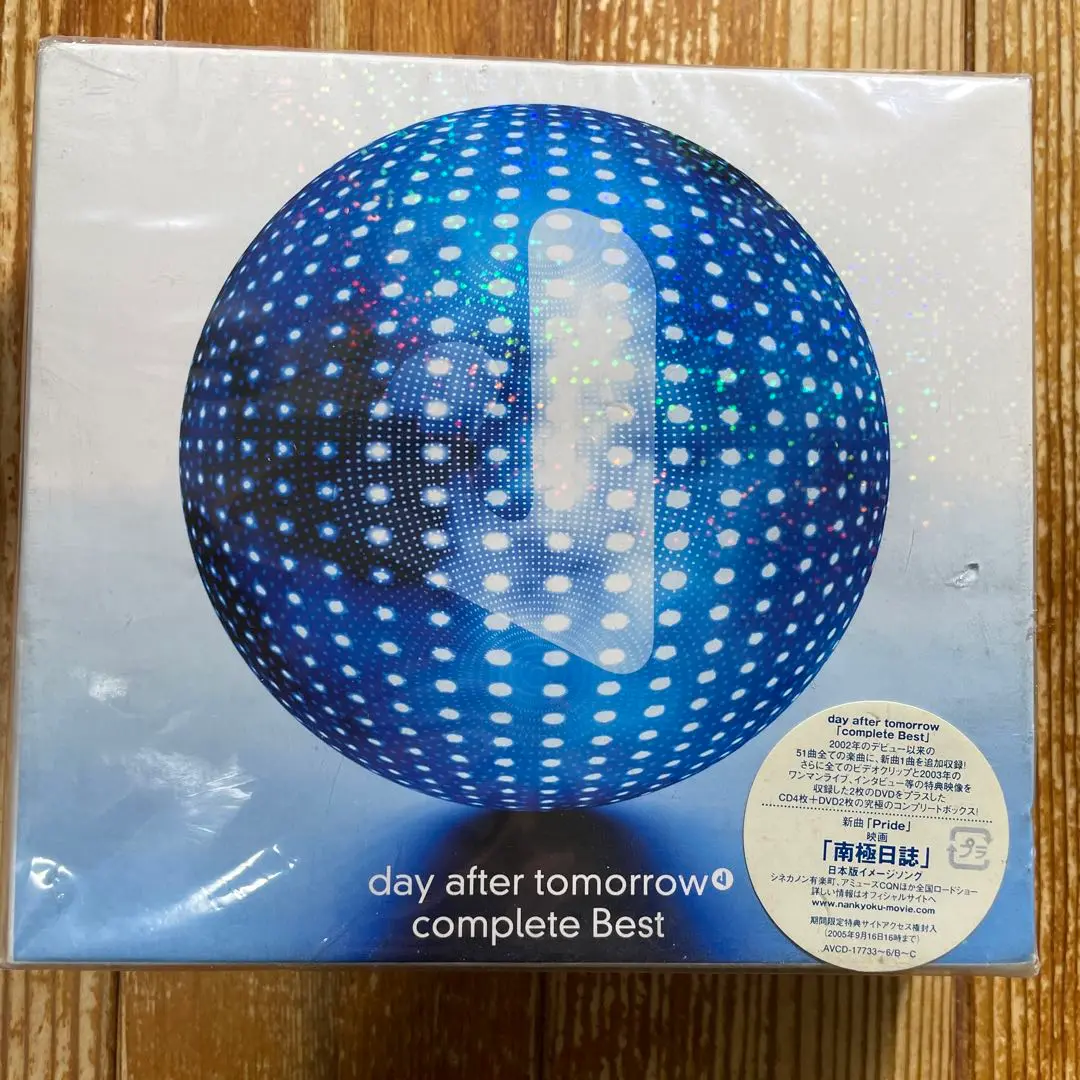 day after tomorrow
complete Best
day after tomorrow
「complete Best」
2002年のデビュー以来の
51曲全ての楽曲に、新曲1曲を追加収録!
さらに全てのビデオクリップと2003年の
ワンマンライブ、インタビュー等の特典映像を
収録した2枚のDVDをプラスした
CD4枚+DVD2枚の究極のコンプリートボックス!
新曲「Pride」
映画
「南極日誌」
プラ
日本版イメージソング
シネカノン有楽町、アミューズCQNほか全国ロードショー
詳しい情報はオフィシャルサイトへ
www.nankyoku-movie.com
期間限定特典サイトアクセス権封入
(2005年9月16日16時まで)
AVCD-17733~6/B~C